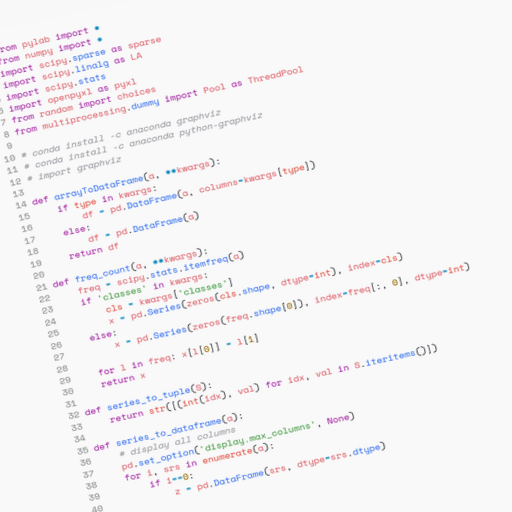 rom pylab import *
from numpy import *
import scipy.sparse as sparse
import scipy.linalg as LA
import scipy.stats
6 import openpyxl as pyxl
7 from random import choices
8 from multiprocessing.dummy import Pool as ThreadPool
9
10 # conda install -c anaconda graphviz
11 # conda install -c anaconda python-graphviz
12 # import graphviz
13
14 def arrayToDataFrame(a, **kwargs):
15 if type in kwargs:
16 df = pd.DataFrame(a, columns=kwargs[type])
17 else:
18 df = pd.DataFrame(a)
19 return df
20
21 def freq_count(a, **kwargs):
22 freq = scipy.stats.itemfreq(a)
23 if 'classes' in kwargs:
24 cls = kwargs['classes']
25 x = pd.Series(zeros(cls.shape, dtype=int), index=cls)
26 else:
27 x = pd.Series(zeros(freq.shape[0]), index=freq[:, 0], dtype=int)
28
29 for l in freq: x[l[0]] = l[1]
30 return x
31
32 def series_to_tuple(S):
33 return str([(int(idx), val) for idx, val in S.iteritems()])
34
35 def series_to_dataframe(a):
36 # display all columns
37 pd.set_option('display.max_columns', None)
38 for i, srs in enumerate(a):
39 if i==0:
40 z = pd.DataFrame(srs, dtype=srs.dtype)